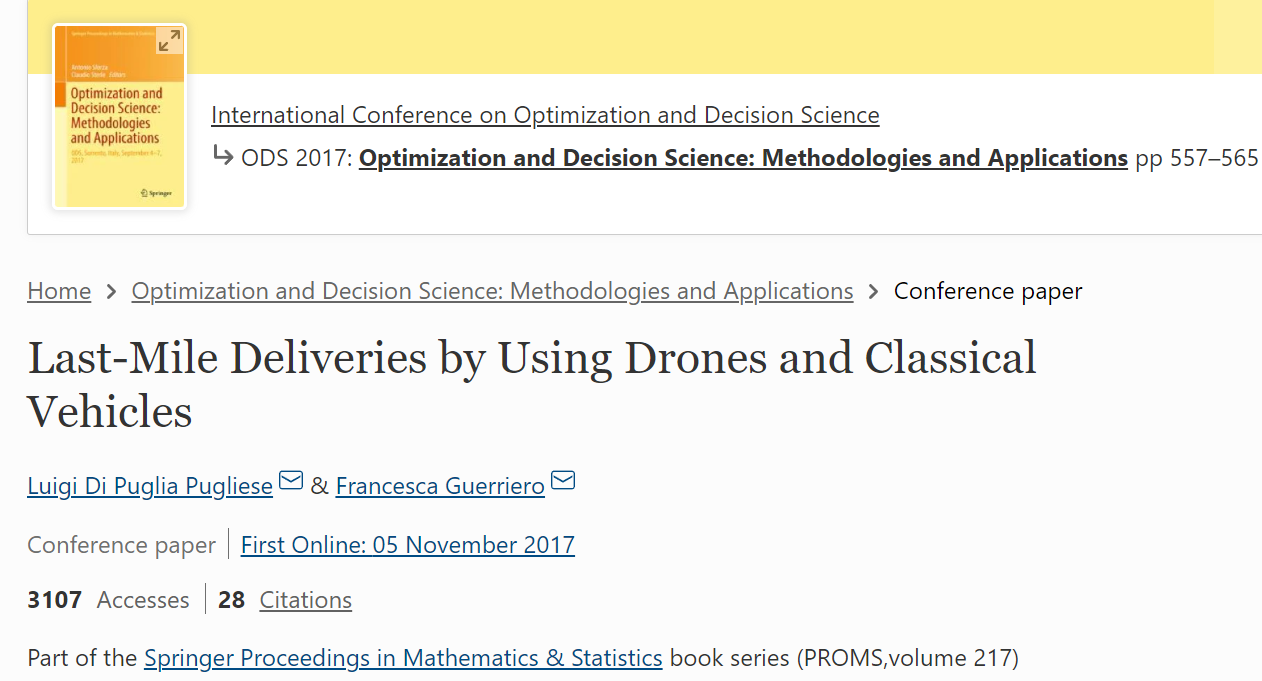 Springer Proceedings in Mathematics & Statistics
Antonio Sforza
Claudio Sterle Editors
Optimization and
Decision Science:
Methodologies
and Applications
ODS, Sorrento, Italy, September 4–7,
2017
Springer
International Conference on Optimization and Decision Science
ODS 2017: Optimization and Decision Science: Methodologies and Applications pp 557–565
Home > Optimization and Decision Science: Methodologies and Applications > Conference paper
Last-Mile Deliveries by Using Drones and Classical
Vehicles
Luigi Di Puglia Pugliese & Francesca Guerriero
Conference paper | First Online: 05 November 2017
3107 Accesses | 28 Citations
Part of the Springer Proceedings in Mathematics & Statistics book series (PROMS,volume 217)